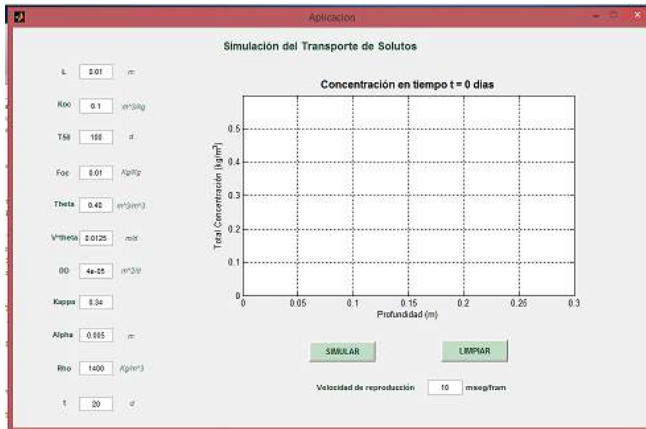 Aplicacion
Simulación del Transporte de Solutos
L 0.01 m
Koc 0.1 m^3/kg
T50 100 d
Foc 0.01 Kg/Kg
Theta 0.40 m^3/m^3
V*theta 0.0125 m/d
DO 4e-05 m^2/d
Kappa 0.34
Alpha 0.005 m
Rho 1400 Kg/m^3
t 20 d
Concentración en tiempo t = 0 dias
Total Concentración (kg/m³)
0.5
0.4
0.3
0.2
0.1
0
0 0.05 0.1 0.15 0.2 0.25 0.3
Profundidad (m)
SIMULAR LIMPIAR
Velocidad de reproducción 10 mseg/fram